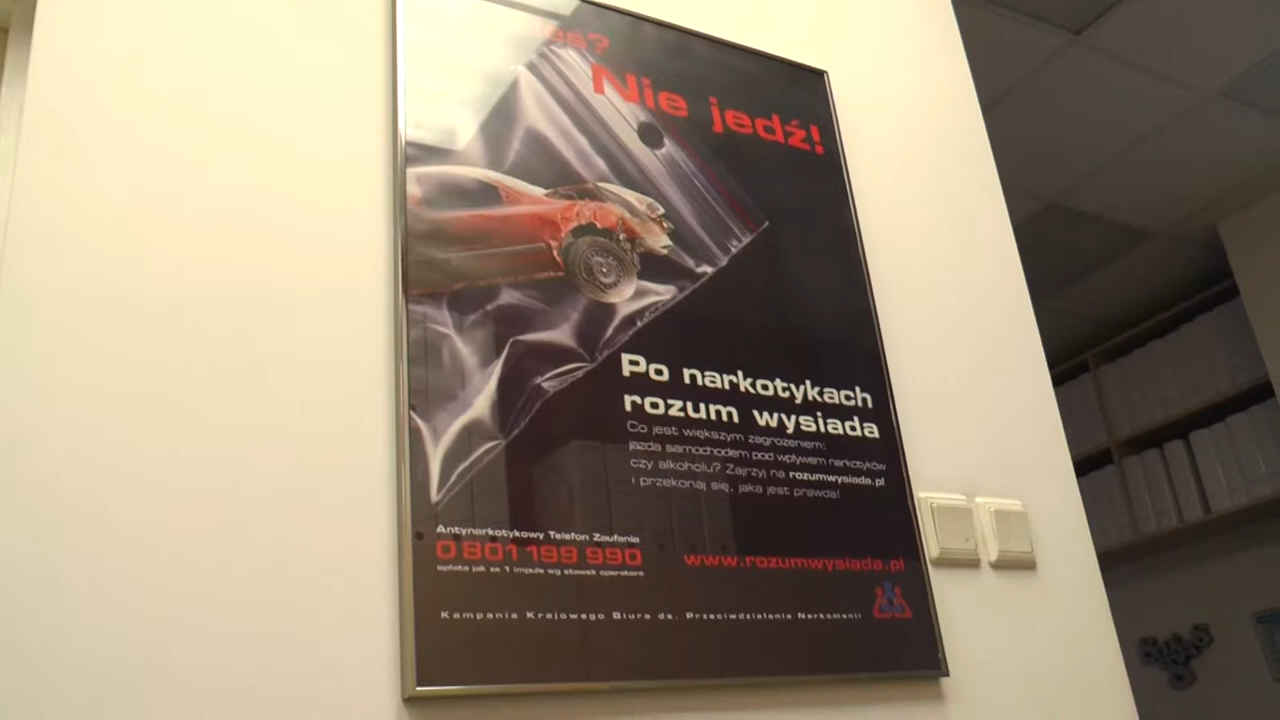 Nie jedź!
Po narkotykach
rozum wysiada
Co jest większym zagrożeniem:
jazda samochodem pod wpływem narkotyków
czy alkoholu? Zajrzyj na rozumwysiada.pl
i przekonaj się, jaka jest prawda!
Antynarkotykowy Telefon Zaufania
0 801 199 990
opłata jak za 1 impuls wg stawek operatora
www.rozumwysiada.pl
Kampania Krajowego Biura ds. Przeciwdziałania Narkomanii